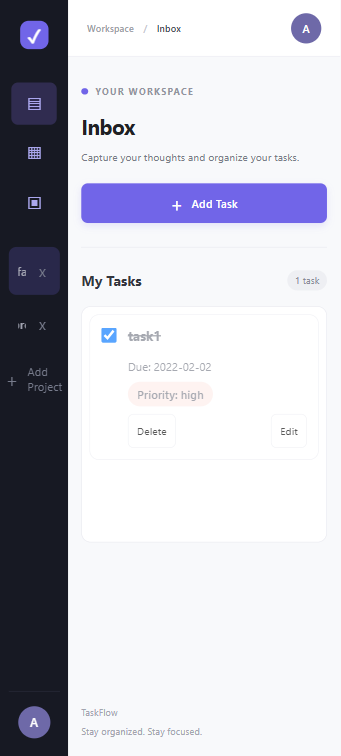 Workspace / Inbox
A
YOUR WORKSPACE
Inbox
Capture your thoughts and organize your tasks.
+ Add Task
My Tasks
1 task
task1
Due: 2022-02-02
Priority: high
Delete
Edit
X
X
+ Add
Project
A
TaskFlow
Stay organized. Stay focused.